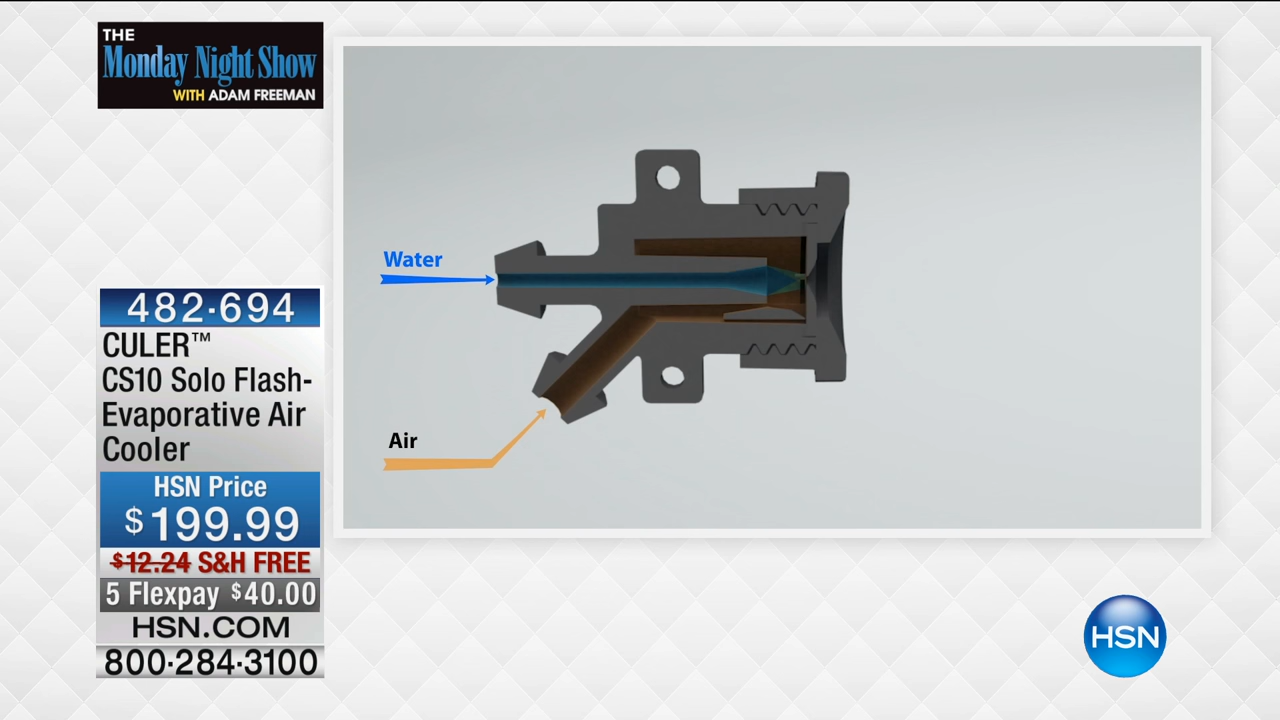 THE
Monday Night Show
WITH ADAM FREEMAN
482-694
CULER™
CS10 Solo Flash-
Evaporative Air
Cooler
HSN Price
$199.99
$12.24 S&H FREE
5 Flexpay $40.00
HSN.COM
800-284-3100
Water
Air
HSN